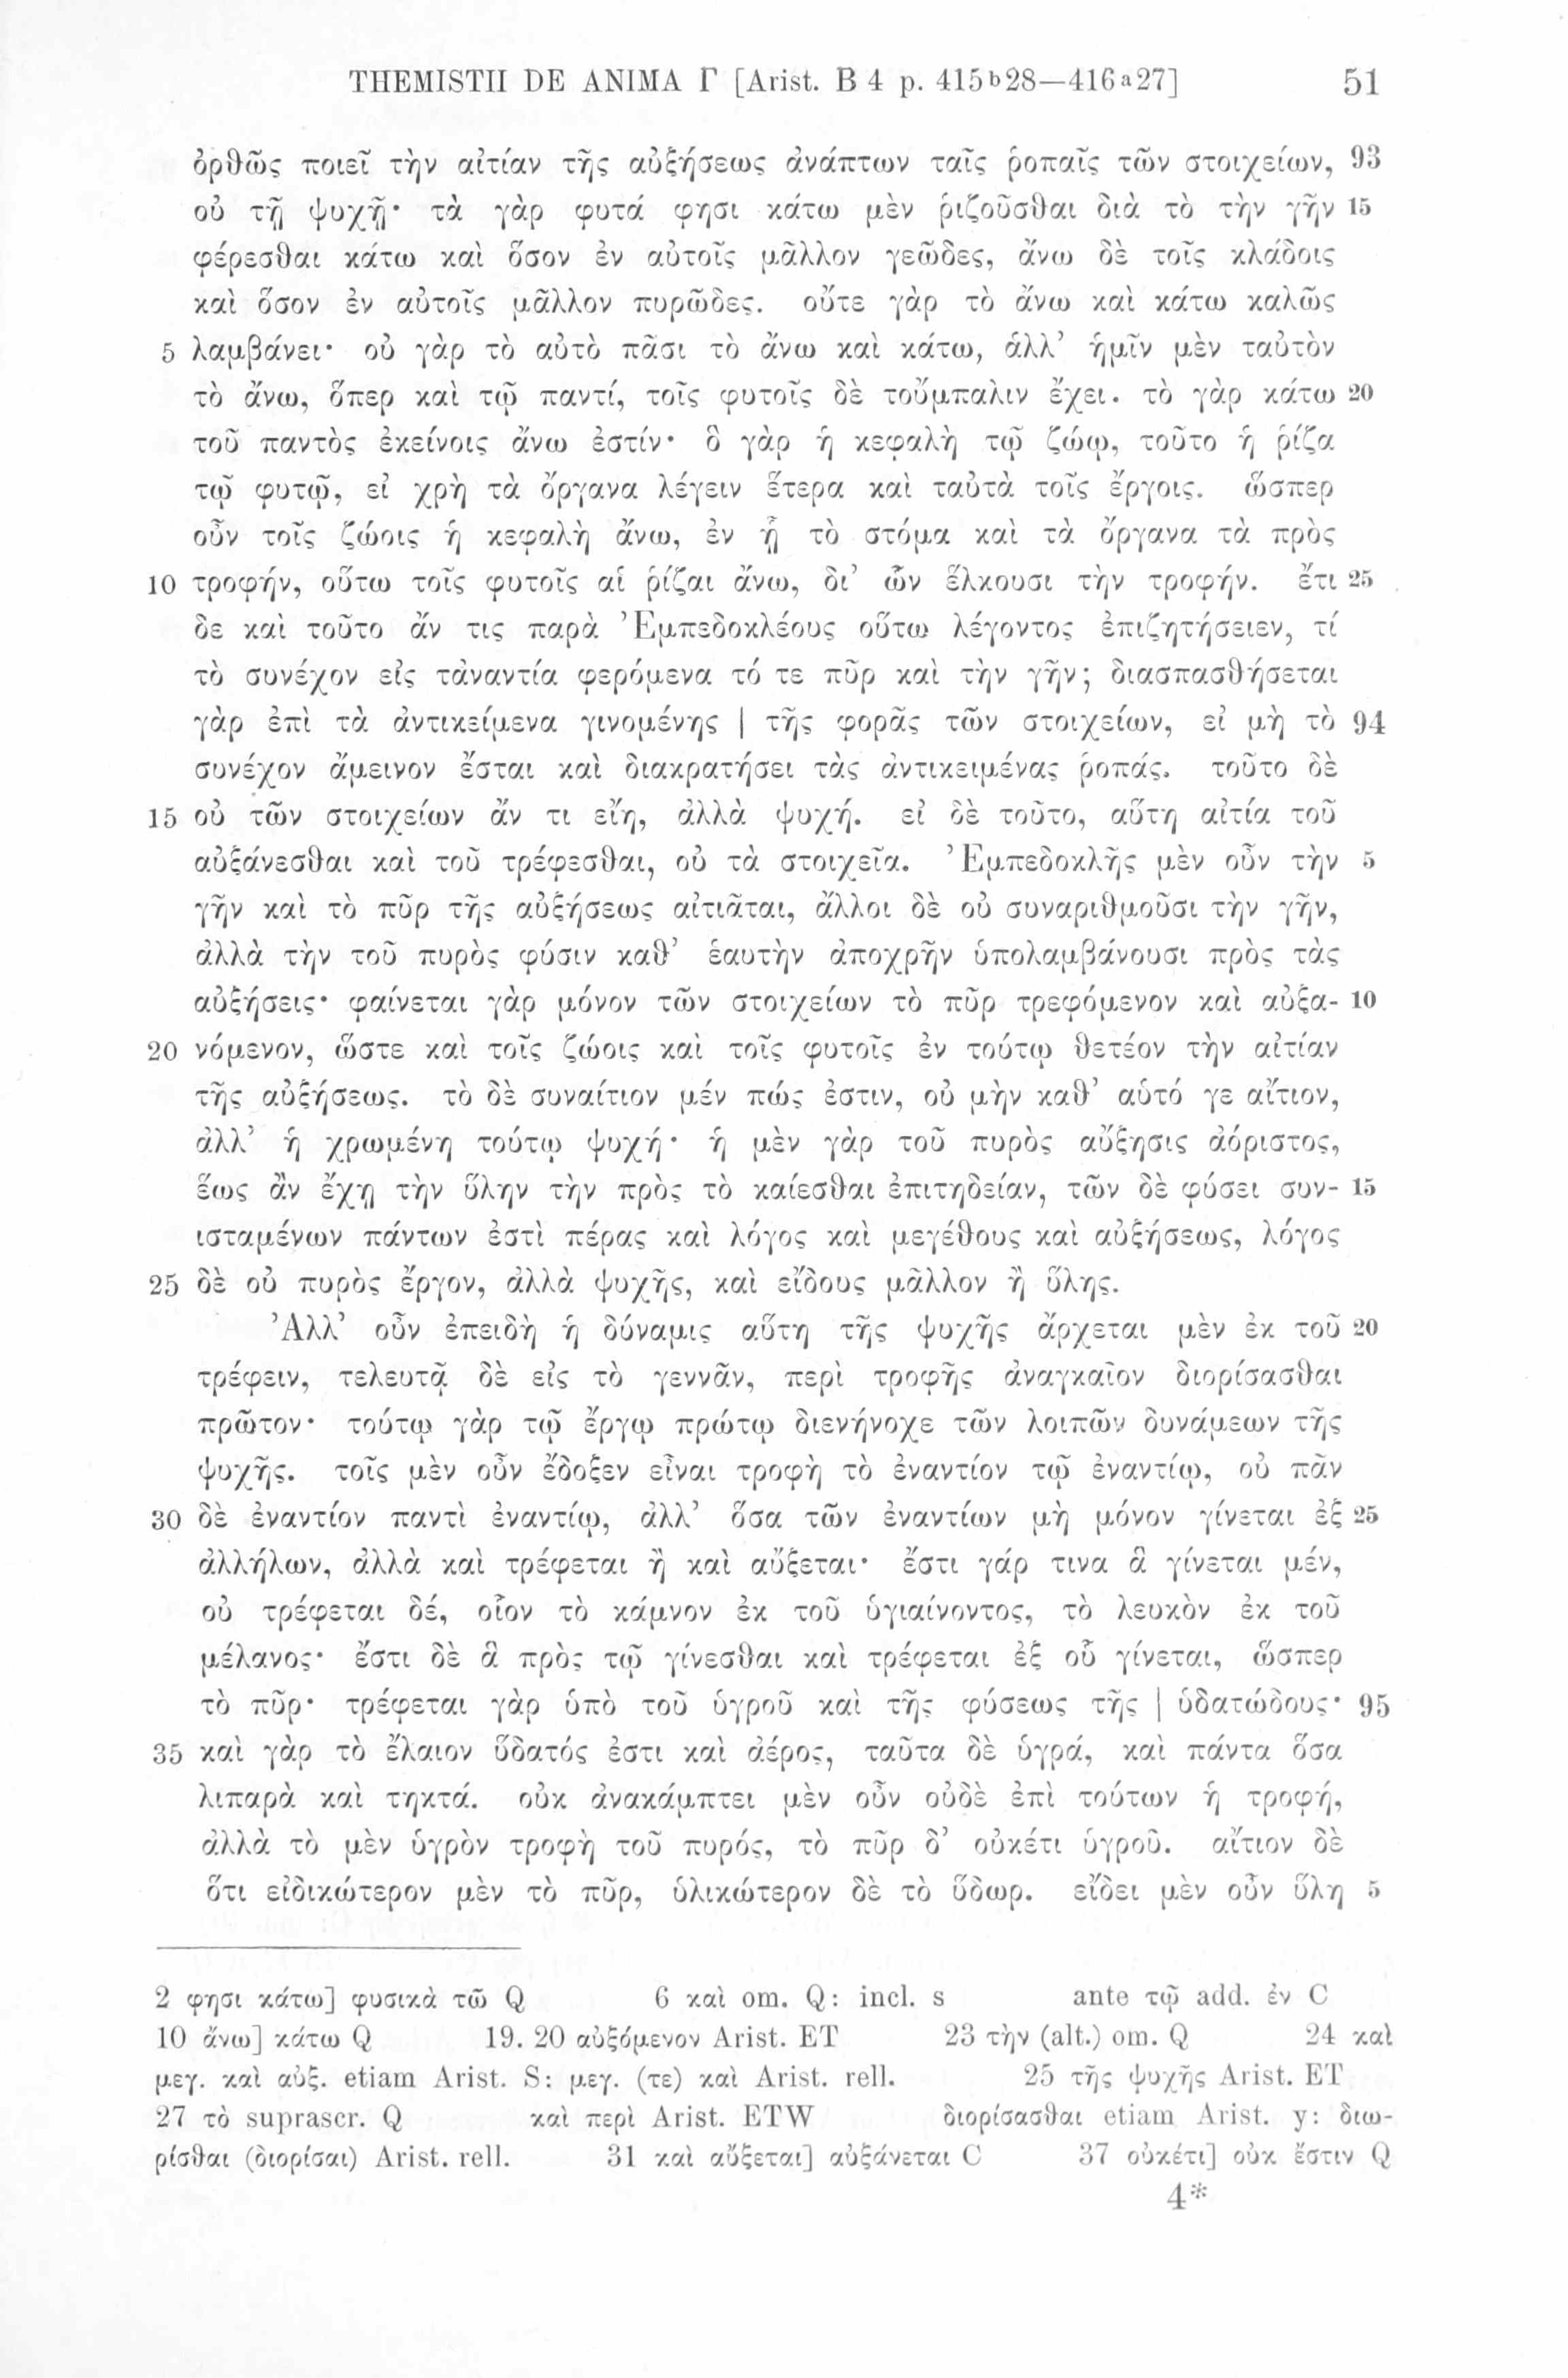 THEMISTII DE ANIMA Γ [Arist. B 4 p. 415b28—416a27] 51
ὀρθῶς ποιεῖ τὴν αἰτίαν τῆς αὐξήσεως ἀνάπτων ταῖς ῥοπαῖς τῶν στοιχείων, 93
οὐ τῇ ψυχῇ· τὰ γὰρ φυτά φησι κάτω μὲν ῥιζοῦσθαι διὰ τὸ τὴν γῆν 15
φέρεσθαι κάτω καὶ ὅσον ἐν αὐτοῖς μᾶλλον γεῶδες, ἄνω δὲ τοῖς κλάδοις
καὶ ὅσον ἐν αὐτοῖς μᾶλλον πυρῶδες. οὔτε γὰρ τὸ ἄνω καὶ κάτω καλῶς
5 λαμβάνει· οὐ γὰρ τὸ αὐτὸ πᾶσι τὸ ἄνω καὶ κάτω, ἀλλ’ ἡμῖν μὲν ταὐτὸν
τὸ ἄνω, ὅπερ καὶ τῷ παντί, τοῖς φυτοῖς δὲ τοὔμπαλιν ἔχει. τὸ γὰρ κάτω 20
τοῦ παντὸς ἐκείνοις ἄνω ἐστίν· ὃ γὰρ ἡ κεφαλὴ τῷ ζώῳ, τοῦτο ἡ ῥίζα
τῷ φυτῷ, εἰ χρὴ τὰ ὄργανα λέγειν ἕτερα καὶ ταὐτὰ τοῖς ἔργοις. ὥσπερ
οὖν τοῖς ζώοις ἡ κεφαλὴ ἄνω, ἐν ᾗ τὸ στόμα καὶ τὰ ὄργανα τὰ πρὸς
10 τροφήν, οὕτω τοῖς φυτοῖς αἱ ῥίζαι ἄνω, δι’ ὧν ἕλκουσι τὴν τροφήν. ἔτι 25
δε καὶ τοῦτο ἄν τις παρὰ Ἐμπεδοκλέους οὕτω λέγοντος ἐπιζητήσειεν, τί
τὸ συνέχον εἰς τἀναντία φερόμενα τό τε πῦρ καὶ τὴν γῆν; διασπασθήσεται
γὰρ ἐπὶ τὰ ἀντικείμενα γινομένης | τῆς φορᾶς τῶν στοιχείων, εἰ μὴ τὸ 94
συνέχον ἄμεινον ἔσται καὶ διακρατήσει τὰς ἀντικειμένας ῥοπάς. τοῦτο δὲ
15 οὐ τῶν στοιχείων ἄν τι εἴη, ἀλλὰ ψυχή. εἰ δὲ τοῦτο, αὕτη αἰτία τοῦ
αὐξάνεσθαι καὶ τοῦ τρέφεσθαι, οὐ τὰ στοιχεῖα. Ἐμπεδοκλῆς μὲν οὖν τὴν 5
γῆν καὶ τὸ πῦρ τῆς αὐξήσεως αἰτιᾶται, ἄλλοι δὲ οὐ συναριθμοῦσι τὴν γῆν,
ἀλλὰ τὴν τοῦ πυρὸς φύσιν καθ’ ἑαυτὴν ἀποχρῆν ὑπολαμβάνουσι πρὸς τὰς
αὐξήσεις· φαίνεται γὰρ μόνον τῶν στοιχείων τὸ πῦρ τρεφόμενον καὶ αὐξα- 10
20 νόμενον, ὥστε καὶ τοῖς ζώοις καὶ τοῖς φυτοῖς ἐν τούτῳ θετέον τὴν αἰτίαν
τῆς αὐξήσεως. τὸ δὲ συναίτιον μέν πώς ἐστιν, οὐ μὴν καθ’ αὑτό γε αἴτιον,
ἀλλ’ ἡ χρωμένη τούτῳ ψυχή· ἡ μὲν γὰρ τοῦ πυρὸς αὔξησις ἀόριστος,
ἕως ἂν ἔχῃ τὴν ὕλην τὴν πρὸς τὸ καίεσθαι ἐπιτηδείαν, τῶν δὲ φύσει συν- 15
ισταμένων πάντων ἐστὶ πέρας καὶ λόγος καὶ μεγέθους καὶ αὐξήσεως, λόγος
25 δὲ οὐ πυρὸς ἔργον, ἀλλὰ ψυχῆς, καὶ εἴδους μᾶλλον ἢ ὕλης.
Ἀλλ’ οὖν ἐπειδὴ ἡ δύναμις αὕτη τῆς ψυχῆς ἄρχεται μὲν ἐκ τοῦ 20
τρέφειν, τελευτᾷ δὲ εἰς τὸ γεννᾶν, περὶ τροφῆς ἀναγκαῖον διορίσασθαι
πρῶτον· τούτῳ γὰρ τῷ ἔργῳ πρώτῳ διενήνοχε τῶν λοιπῶν δυνάμεων τῆς
ψυχῆς. τοῖς μὲν οὖν ἔδοξεν εἶναι τροφὴ τὸ ἐναντίον τῷ ἐναντίῳ, οὐ πᾶν
30 δὲ ἐναντίον παντὶ ἐναντίῳ, ἀλλ’ ὅσα τῶν ἐναντίων μὴ μόνον γίνεται ἐξ 25
ἀλλήλων, ἀλλὰ καὶ τρέφεται ἢ καὶ αὔξεται· ἔστι γάρ τινα ἃ γίνεται μέν,
οὐ τρέφεται δέ, οἷον τὸ κάμνον ἐκ τοῦ ὑγιαίνοντος, τὸ λευκὸν ἐκ τοῦ
μέλανος· ἔστι δὲ ἃ πρὸς τῷ γίνεσθαι καὶ τρέφεται ἐξ οὗ γίνεται, ὥσπερ
τὸ πῦρ· τρέφεται γὰρ ὑπὸ τοῦ ὑγροῦ καὶ τῆς φύσεως τῆς | ὑδατώδους· 95
35 καὶ γὰρ τὸ ἔλαιον ὕδατός ἐστι καὶ ἀέρος, ταῦτα δὲ ὑγρά, καὶ πάντα ὅσα
λιπαρὰ καὶ τηκτά. οὐκ ἀνακάμπτει μὲν οὖν οὐδὲ ἐπὶ τούτων ἡ τροφή,
ἀλλὰ τὸ μὲν ὑγρὸν τροφὴ τοῦ πυρός, τὸ πῦρ δ’ οὐκέτι ὑγροῦ. αἴτιον δὲ
ὅτι εἰδικώτερον μὲν τὸ πῦρ, ὑλικώτερον δὲ τὸ ὕδωρ. εἴδει μὲν οὖν ὕλη 5
2 φησι κάτω] φυσικὰ τῶ Q 6 καὶ om. Q: incl. s ante τῷ add. ἐν C
10 ἄνω] κάτω Q 19. 20 αὐξόμενον Arist. ET 23 τὴν (alt.) om. Q 24 καὶ
μεγ. καὶ αὐξ. etiam Arist. S: μεγ. (τε) καὶ Arist. rell. 25 τῆς ψυχῆς Arist. ET
27 τὸ suprascr. Q καὶ περὶ Arist. ETW διορίσασθαι etiam Arist. y: διω-
ρίσθαι (διορίσαι) Arist. rell. 31 καὶ αὔξεται] αὐξάνεται C 37 οὐκέτι] οὐκ ἔστιν Q
4*